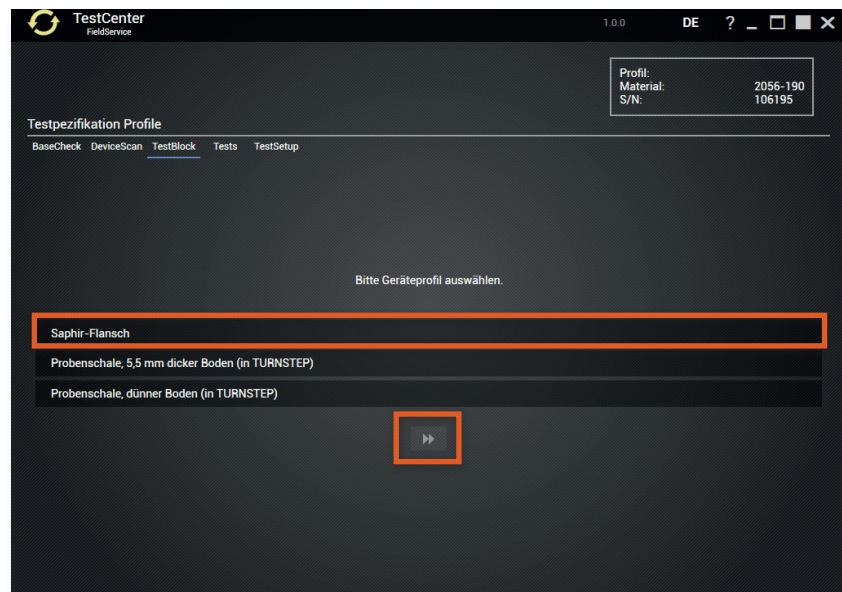 TestCenter
FieldService
1.0.0 DE ?
Profil:
Material: 2056-190
S/N: 106195
Testpezifikation Profile
BaseCheck DeviceScan TestBlock Tests TestSetup
Bitte Geräteprofil auswählen.
Saphir-Flansch
Probenschale, 5,5 mm dicker Boden (in TURNSTEP)
Probenschale, dünner Boden (in TURNSTEP)